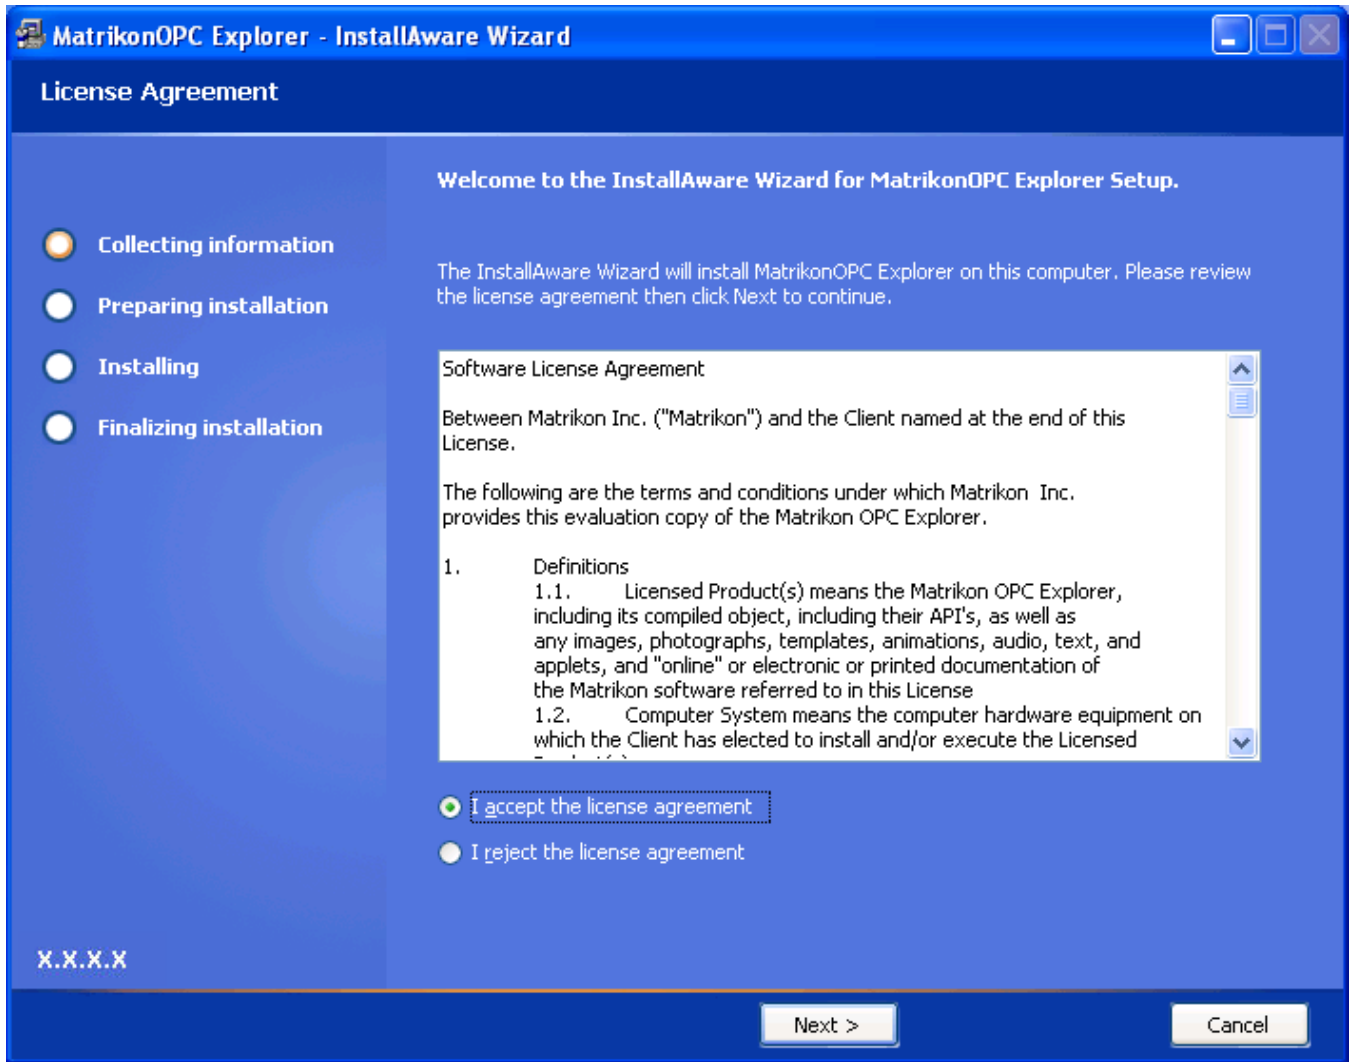 MatrikonOPC Explorer - InstallAware Wizard
License Agreement
Welcome to the InstallAware Wizard for MatrikonOPC Explorer Setup.
Collecting information
Preparing installation
Installing
Finalizing installation
The InstallAware Wizard will install MatrikonOPC Explorer on this computer. Please review
the license agreement then click Next to continue.
Software License Agreement
Between Matrikon Inc. ("Matrikon") and the Client named at the end of this
License.
The following are the terms and conditions under which Matrikon  Inc.
provides this evaluation copy of the Matrikon OPC Explorer.
1. Definitions
1.1. Licensed Product(s) means the Matrikon OPC Explorer,
including its compiled object, including their API's, as well as
any images, photographs, templates, animations, audio, text, and
applets, and "online" or electronic or printed documentation of
the Matrikon software referred to in this License
1.2. Computer System means the computer hardware equipment on
which the Client has elected to install and/or execute the Licensed
I accept the license agreement
I reject the license agreement
X.X.X.X
Next >
Cancel